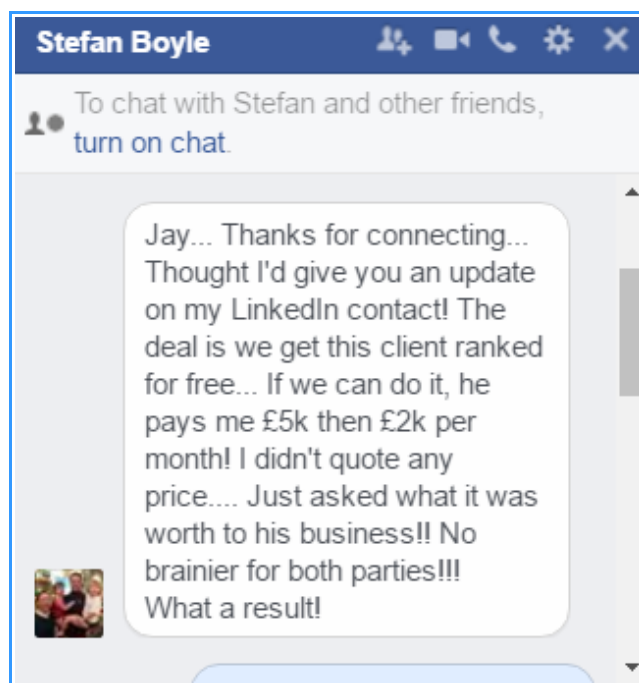 Stefan Boyle
To chat with Stefan and other friends,
turn on chat.
Jay... Thanks for connecting...
Thought I'd give you an update
on my LinkedIn contact! The
deal is we get this client ranked
for free... If we can do it, he
pays me £5k then £2k per
month! I didn't quote any
price.... Just asked what it was
worth to his business!! No
brainier for both parties!!!
What a result!